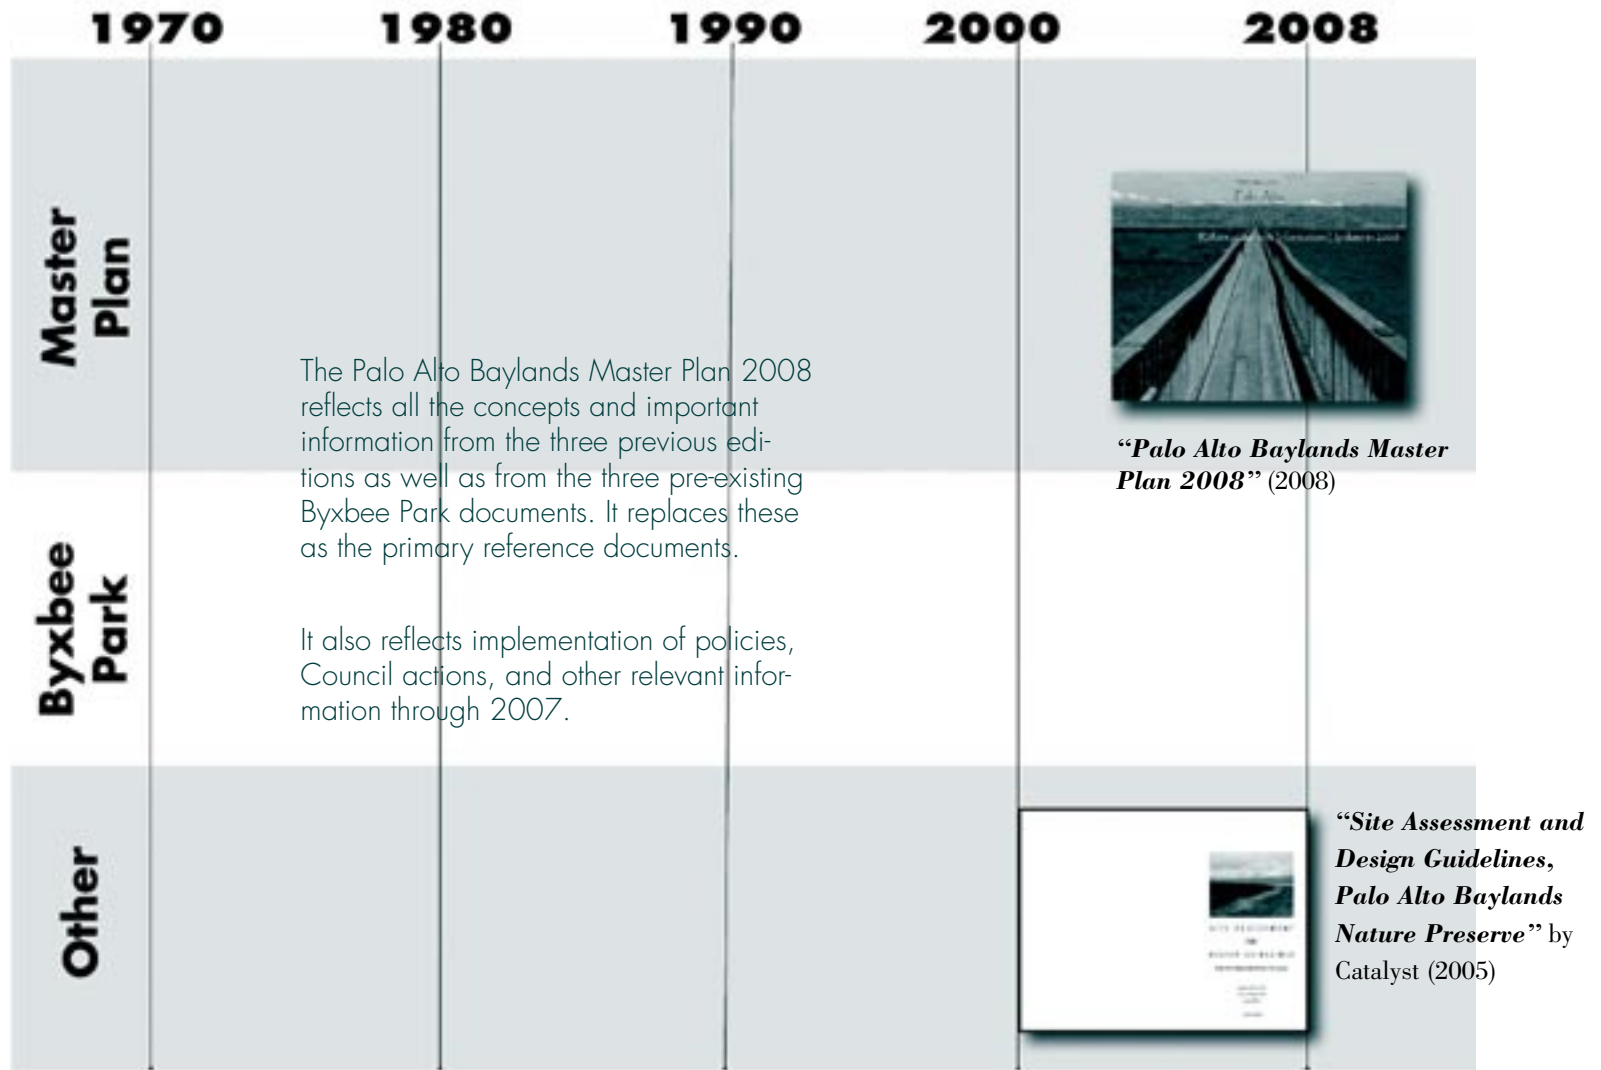 1970 1980 1990 2000 2008
Master
Plan
The Palo Alto Baylands Master Plan 2008
reflects all the concepts and important
information from the three previous edi-
tions as well as from the three pre-existing
Byxbee Park documents. It replaces these
as the primary reference documents.
It also reflects implementation of policies,
Council actions, and other relevant infor-
mation through 2007.
Palo Alto
“Palo Alto Baylands Master
Plan 2008” (2008)
Byxbee
Park
Other
“Site Assessment and
Design Guidelines,
Palo Alto Baylands
Nature Preserve” by
Catalyst (2005)